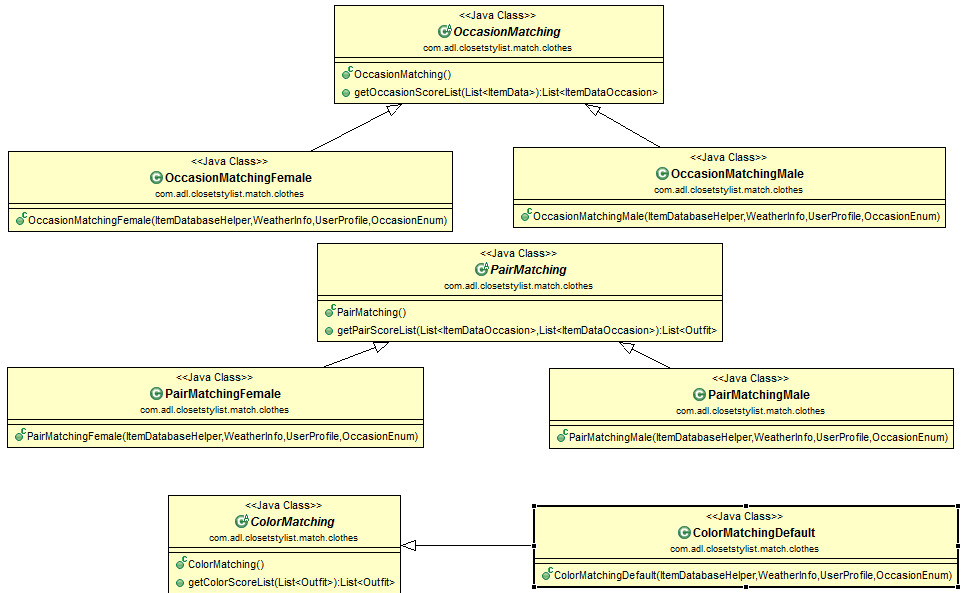 <<Java Class>>
OccasionMatching
com.adl.closetstylist.match.clothes
OccasionMatching()
getOccasionScoreList(List<ItemData>):List<ItemDataOccasion>
<<Java Class>>
OccasionMatchingFemale
com.adl.closetstylist.match.clothes
OccasionMatchingFemale(ItemDatabaseHelper,WeatherInfo,UserProfile,OccasionEnum)
<<Java Class>>
OccasionMatchingMale
com.adl.closetstylist.match.clothes
OccasionMatchingMale(ItemDatabaseHelper,WeatherInfo,UserProfile,OccasionEnum)
<<Java Class>>
PairMatching
com.adl.closetstylist.match.clothes
PairMatching()
getPairScoreList(List<ItemDataOccasion>,List<ItemDataOccasion>):List<Outfit>
<<Java Class>>
PairMatchingFemale
com.adl.closetstylist.match.clothes
PairMatchingFemale(ItemDatabaseHelper,WeatherInfo,UserProfile,OccasionEnum)
<<Java Class>>
PairMatchingMale
com.adl.closetstylist.match.clothes
PairMatchingMale(ItemDatabaseHelper,WeatherInfo,UserProfile,OccasionEnum)
<<Java Class>>
ColorMatching
com.adl.closetstylist.match.clothes
ColorMatching()
getColorScoreList(List<Outfit>):List<Outfit>
<<Java Class>>
ColorMatchingDefault
com.adl.closetstylist.match.clothes
ColorMatchingDefault(ItemDatabaseHelper,WeatherInfo,UserProfile,OccasionEnum)